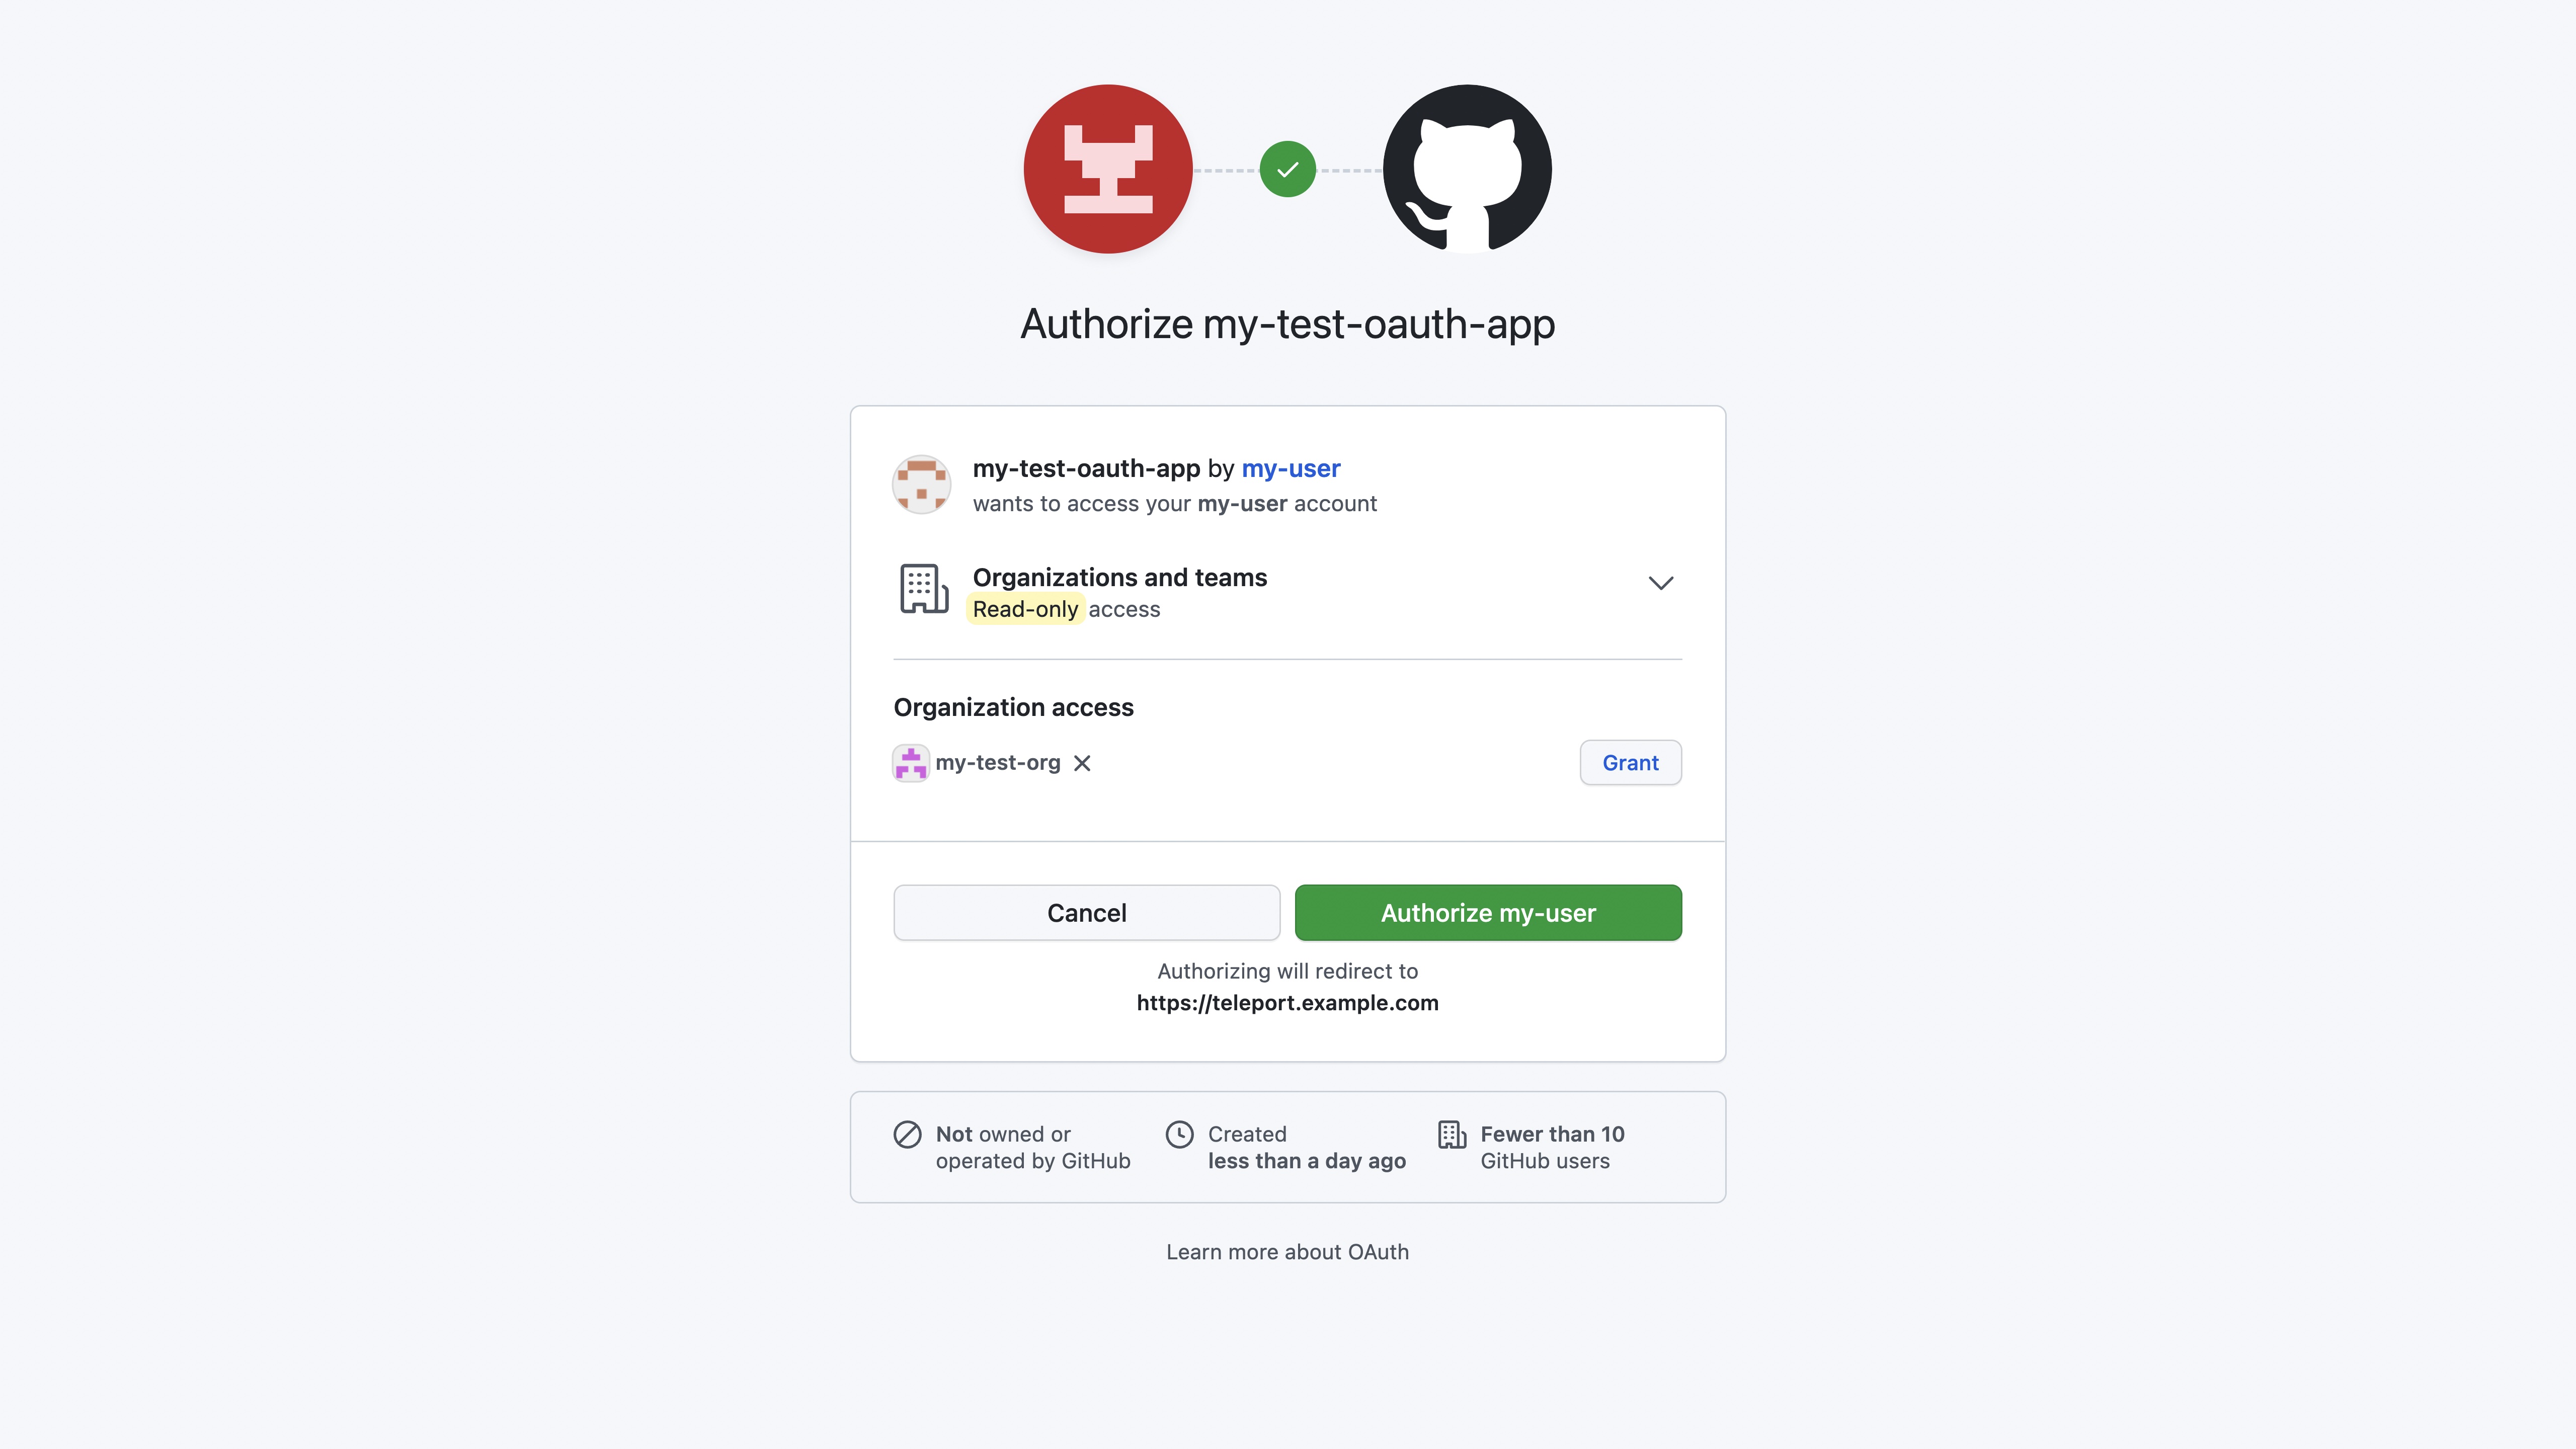 Authorize my-test-oauth-app
my-test-oauth-app by my-user
wants to access your my-user account
Organizations and teams
Read-only access
Organization access
my-test-org
Grant
Cancel
Authorize my-user
Authorizing will redirect to
https://teleport.example.com
Not owned or
operated by GitHub
Created
less than a day ago
Fewer than 10
GitHub users
Learn more about OAuth